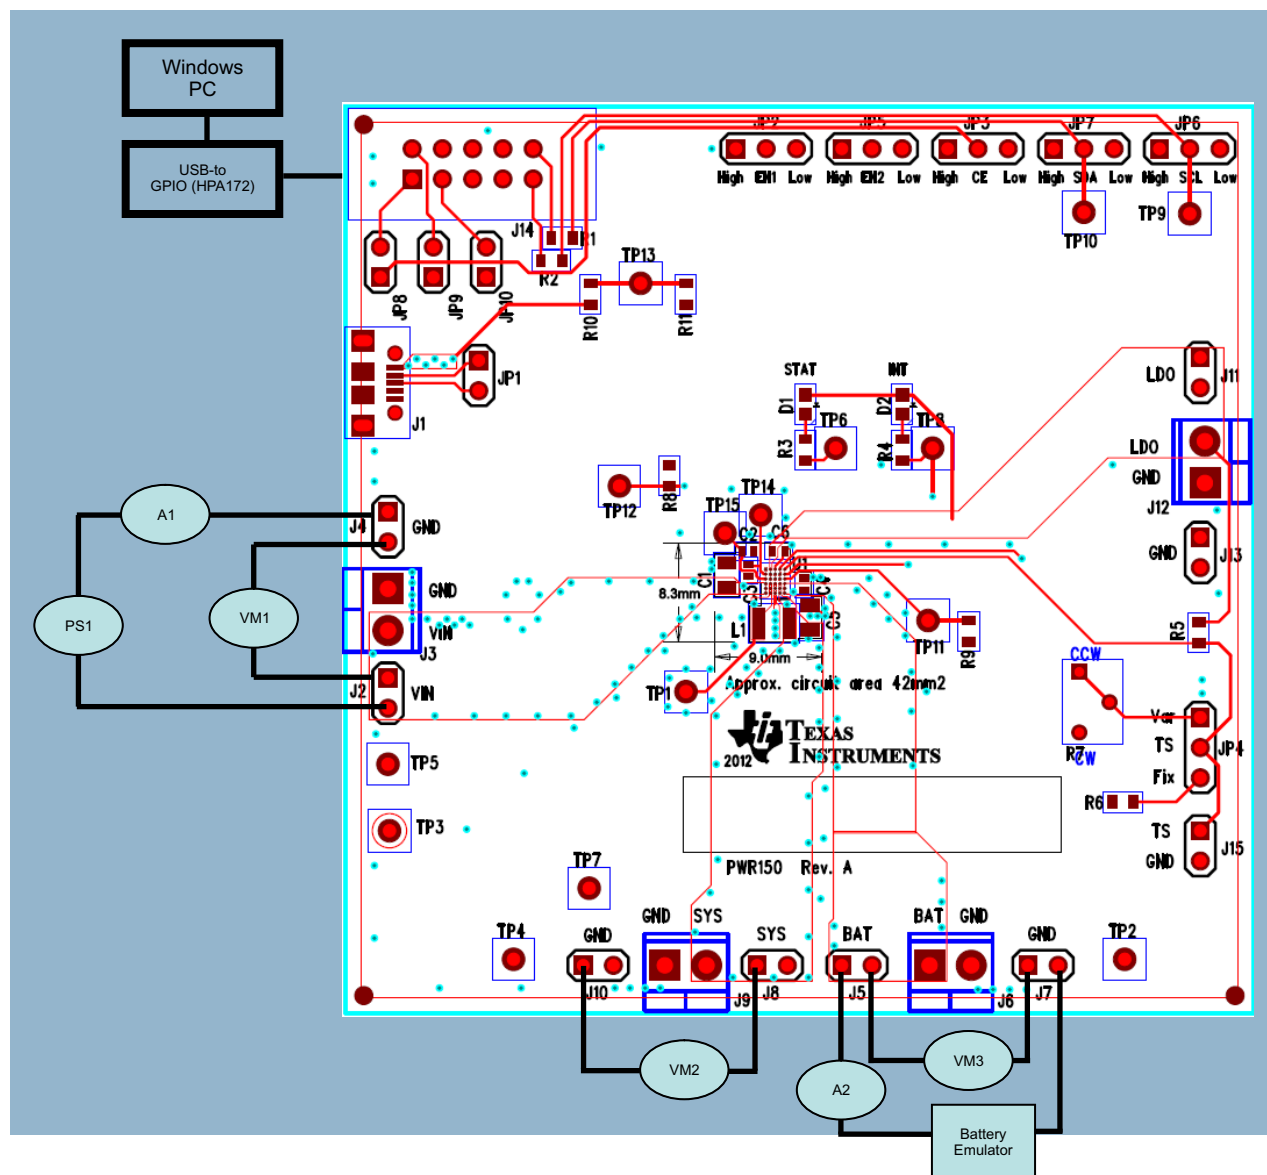 Windows
PC
USB-to
GPIO (HPA172)
JP2
JP5
JP3
JP7
JP6
High EN1 Low
High EN2 Low
High CE Low
High SDA Low
High SCL Low
TP10
TP9
J14
R1
R2
TP13
JP8
JP9
JP10
R10
R11
JP1
J1
STAT
INT
D1
D2
TP6
TP8
R3
R4
LDO
J11
LDO
GND
J12
TP12
R8
TP14
TP15
A1
J4
GND
C2
C6
U1
C1
C3
C4
C5
8.3mm
L1
9.0mm
GND
J13
PS1
VM1
GND
VIN
J3
J2
VIN
TP11
R9
R5
CCW
R7
CW
TP1
Approx. circuit area 42mm2
Var
TS
JP4
Fix
2012
TEXAS
INSTRUMENTS
TP5
R6
TP3
TS
GND
J15
TP7
PWR150 Rev. A
TP4
GND
J10
GND SYS
J9
SYS
J8
BAT
J5
BAT GND
J6
GND
J7
TP2
VM2
VM3
A2
Battery
Emulator